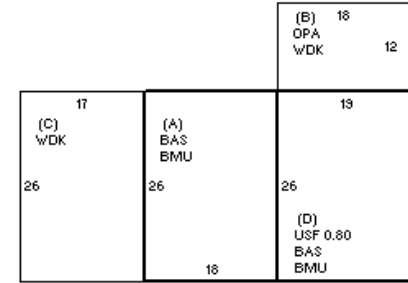 (B) 18
OPA
WDK 12
17
(C)
WDK
26
(A)
BAS
BMU
26
18
19
26
(D)
USF 0.80
BAS
BMU